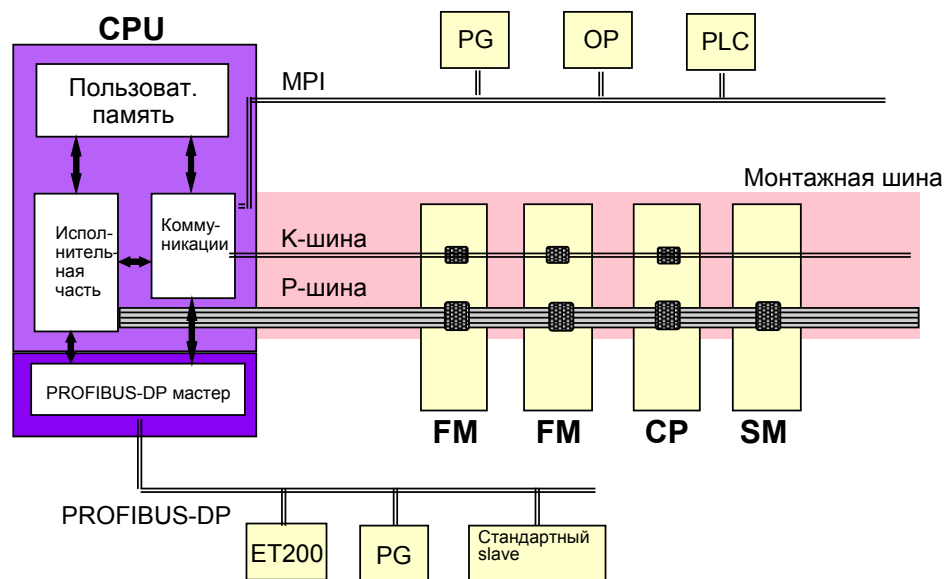 CPU
PG
OP
PLC
MPI
Пользоват.
память
Монтажная шина
Испол-
нитель-
ная
часть
Комму-
никации
К-шина
Р-шина
PROFIBUS-DP мастер
FM
FM
CP
SM
PROFIBUS-DP
ET200
PG
Стандартный
slave